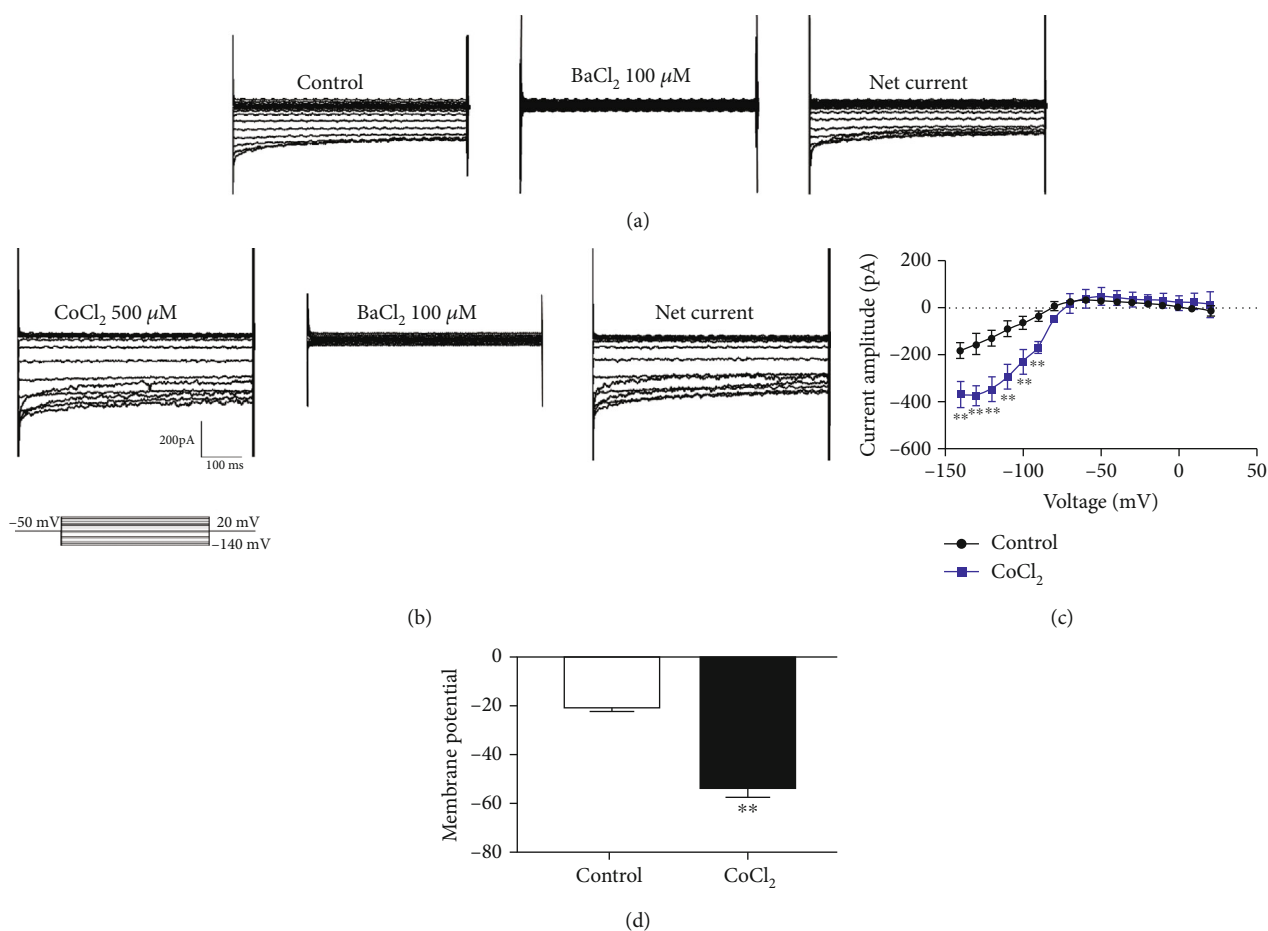 Control
BaCl₂ 100 μM
Net current
(a)
CoCl₂ 500 μM
BaCl₂ 100 μM
Net current
200pA
100 ms
−50 mV
20 mV
−140 mV
(b)
Current amplitude (pA)
200
0
−200
−400
−600
**
**
**
**
**
**
−150
−100
−50
0
50
Voltage (mV)
Control
CoCl₂
(c)
Membrane potential
0
−20
−40
−60
−80
**
Control
CoCl₂
(d)